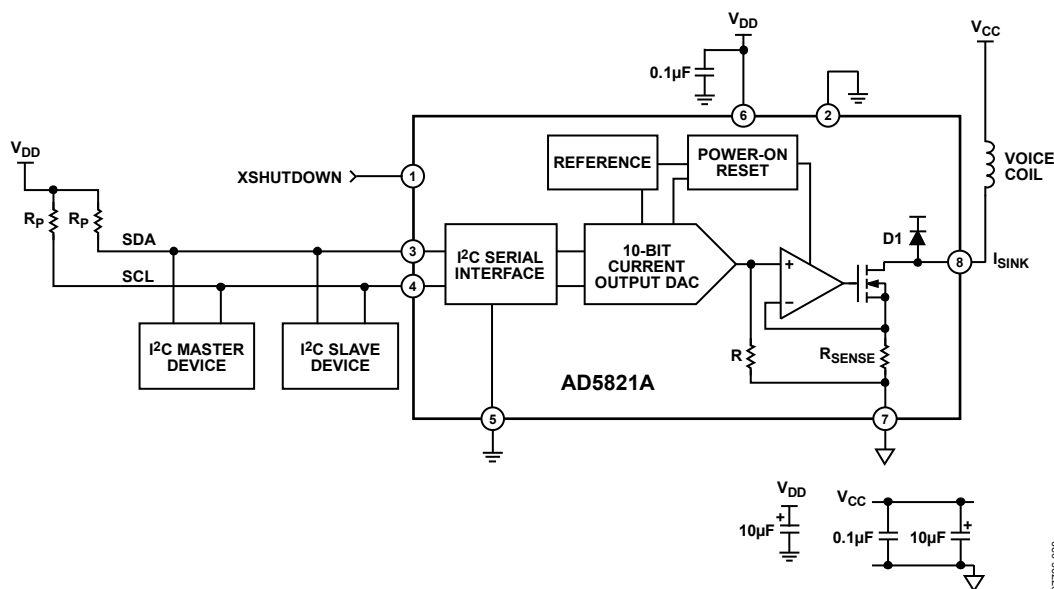 VDD
0.1µF
VCC
6
2
VDD
XSHUTDOWN
1
REFERENCE
POWER-ON
RESET
VOICE
COIL
RP
RP
D1
SDA
3
I²C SERIAL
INTERFACE
10-BIT
CURRENT
OUTPUT DAC
+
–
8
ISINK
SCL
4
I²C MASTER
DEVICE
I²C SLAVE
DEVICE
R
RSENSE
AD5821A
5
7
VDD
+
10µF
VCC
0.1µF
10µF
+